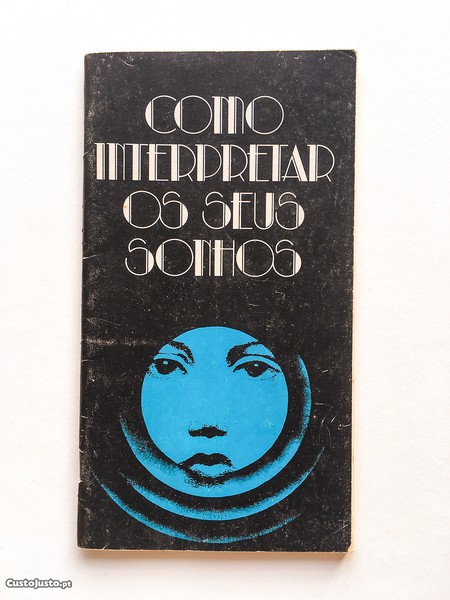 COMO
INTERPRETAR
OS SEUS
SONHOS
CustoJusto.pt